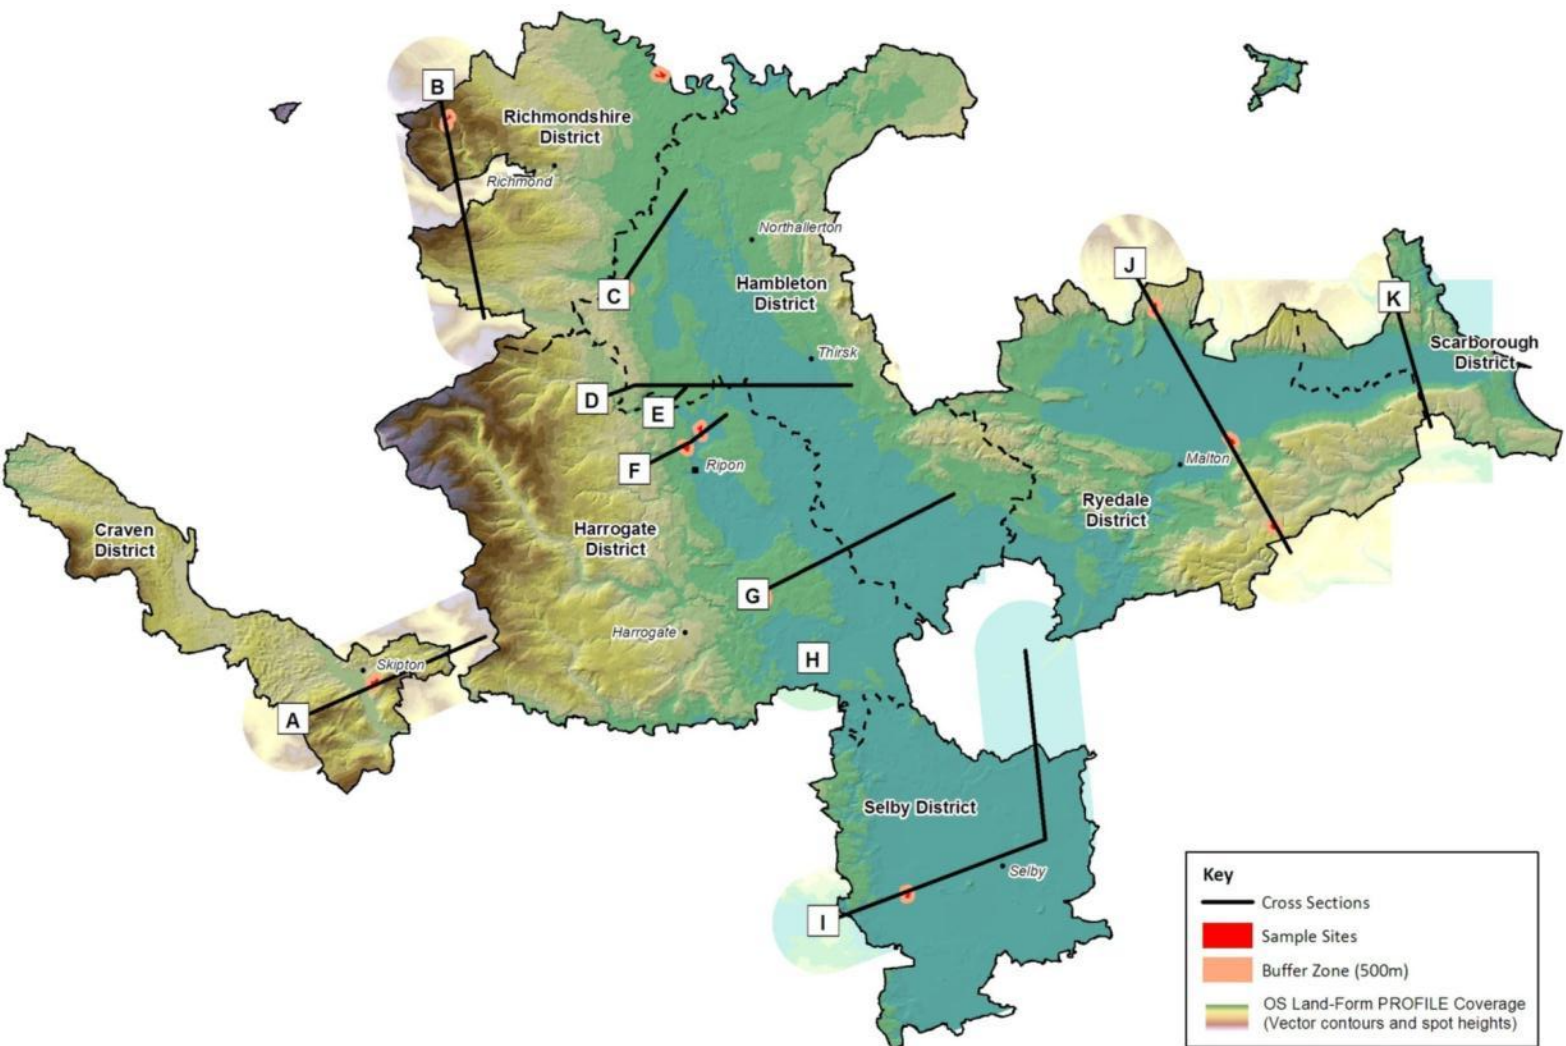 B
Richmondshire
District
Richmond
Northallerton
C
Hambleton
District
J
K
Scarborough
District
Thirsk
D
E
F
Ripon
Malton
Craven
District
Harrogate
District
Ryedale
District
G
Harrogate
H
Skipton
A
Selby District
Selby
I
Key
Cross Sections
Sample Sites
Buffer Zone (500m)
OS Land-Form PROFILE Coverage
(Vector contours and spot heights)